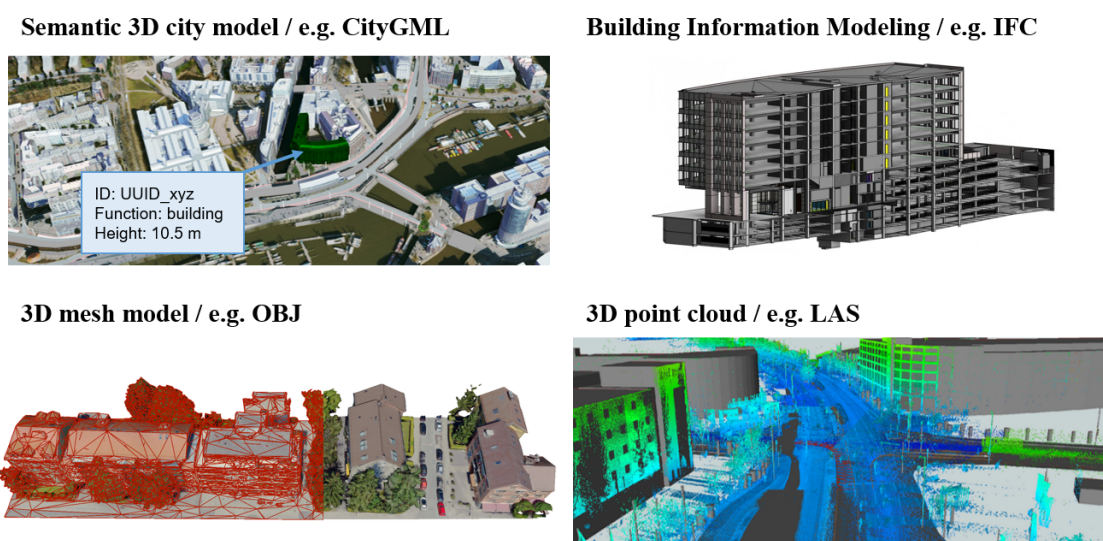 Semantic 3D city model / e.g. CityGML
Building Information Modeling / e.g. IFC
ID: UUID_xyz
Function: building
Height: 10.5 m
3D mesh model / e.g. OBJ
3D point cloud / e.g. LAS